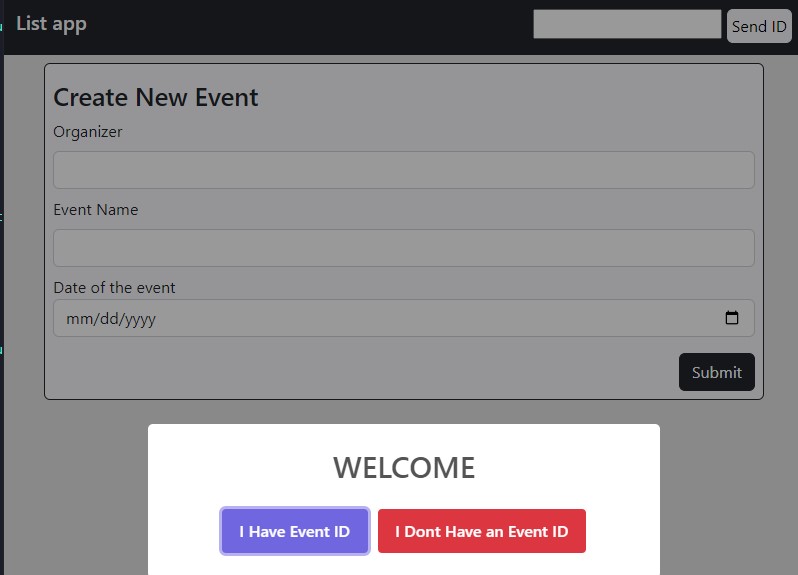 List app
Send ID
Create New Event
Organizer
Event Name
Date of the event
mm/dd/yyyy
Submit
WELCOME
I Have Event ID
I Dont Have an Event ID